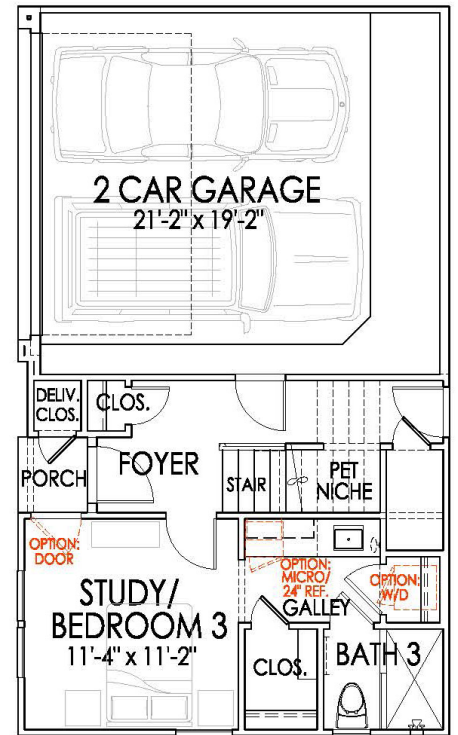 2 CAR GARAGE
21'-2" x 19'-2"
DELIV.
CLOS.
CLOS.
PORCH
FOYER
STAIR
PET
NICHE
OPTION:
DOOR
OPTION:
MICRO/
24" REF.
GALLEY
OPTION:
W/D
STUDY/
BEDROOM 3
11'-4" x 11'-2"
CLOS.
BATH 3